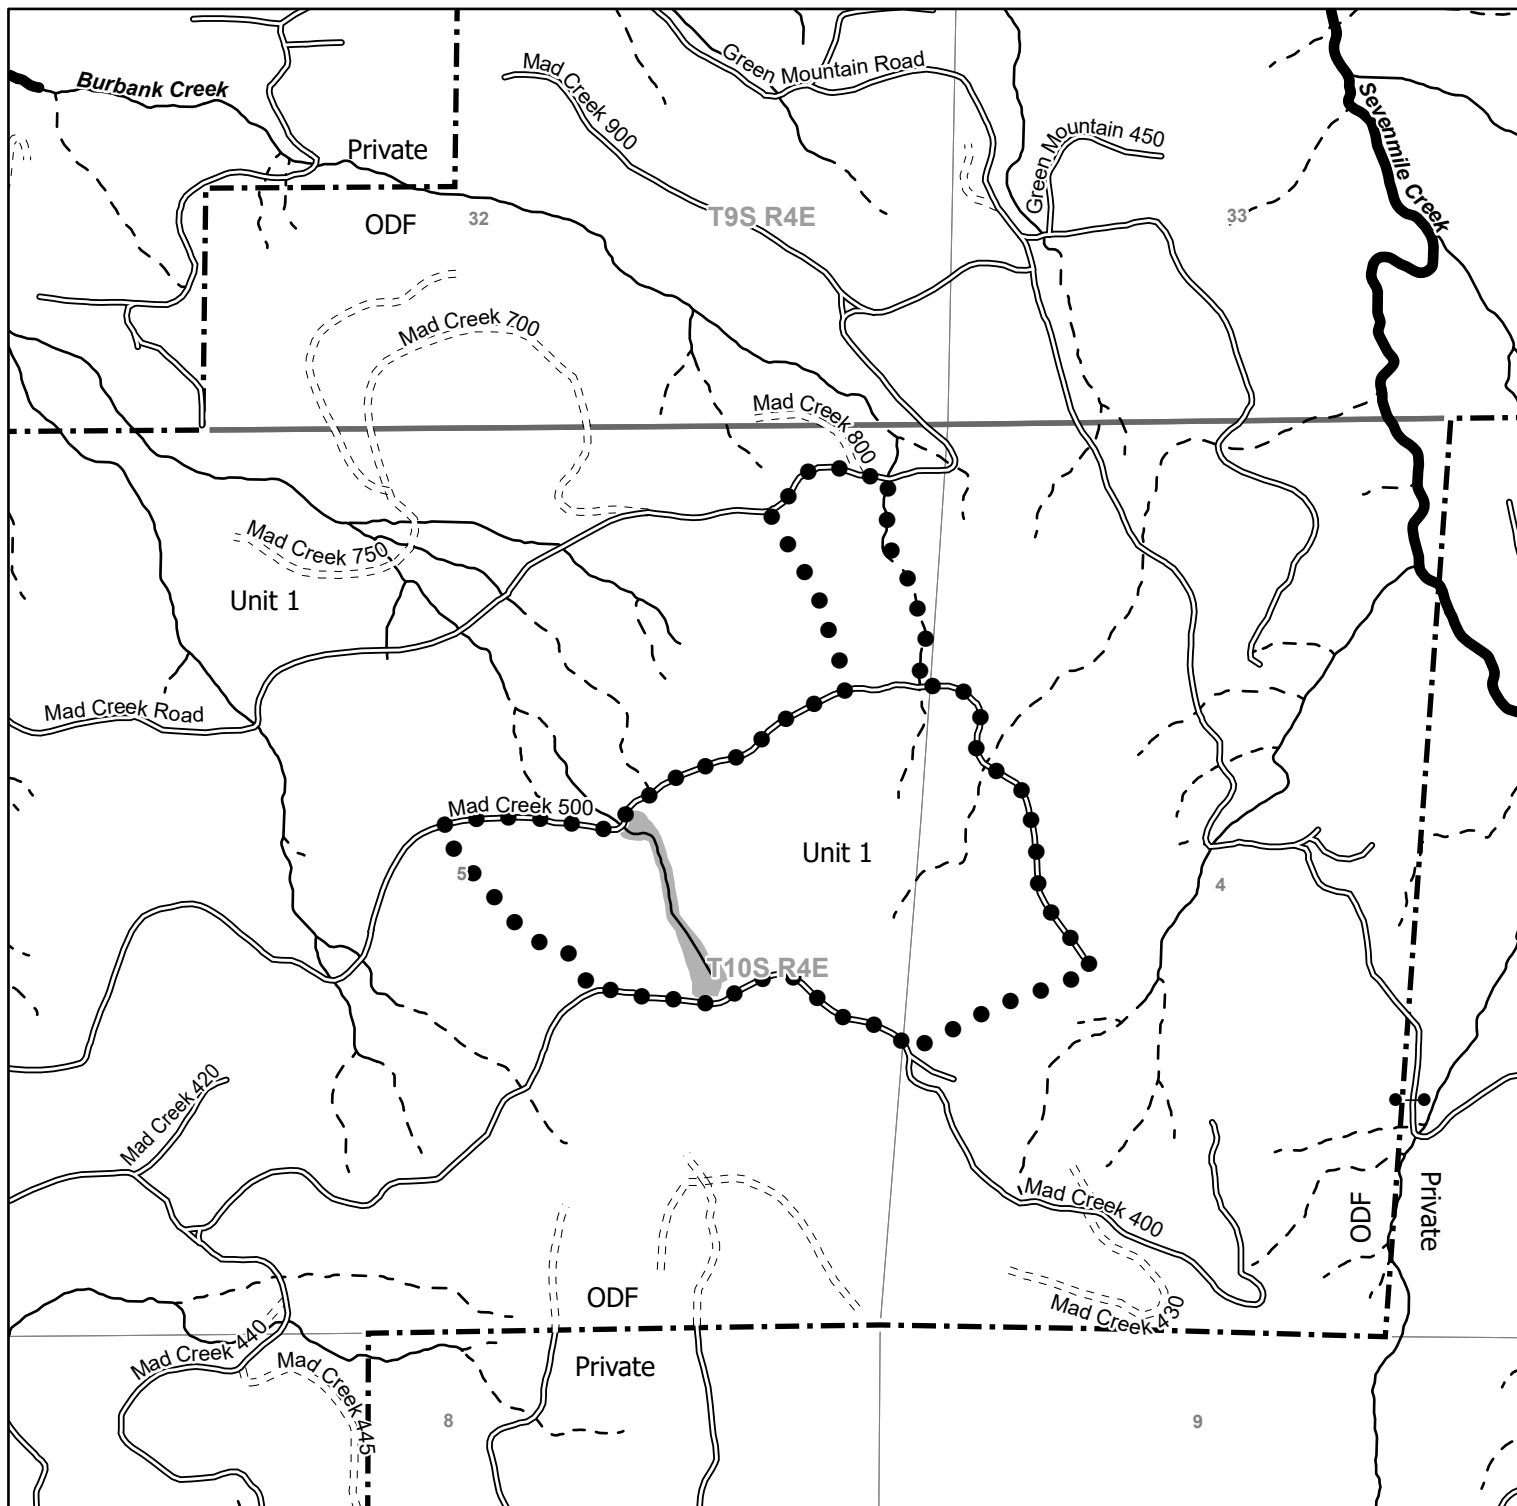 Burbank Creek
Private
ODF
32
Mad Creek 900
Green Mountain Road
Green Mountain 450
Sevenmile Creek
T9S R4E
33
Mad Creek 700
Mad Creek 800
Mad Creek 750
Unit 1
Mad Creek Road
Mad Creek 500
5
Unit 1
4
T10S R4E
Mad Creek 420
Mad Creek 400
ODF
Private
Mad Creek 430
ODF
Private
Mad Creek 440
Mad Creek 445
8
9